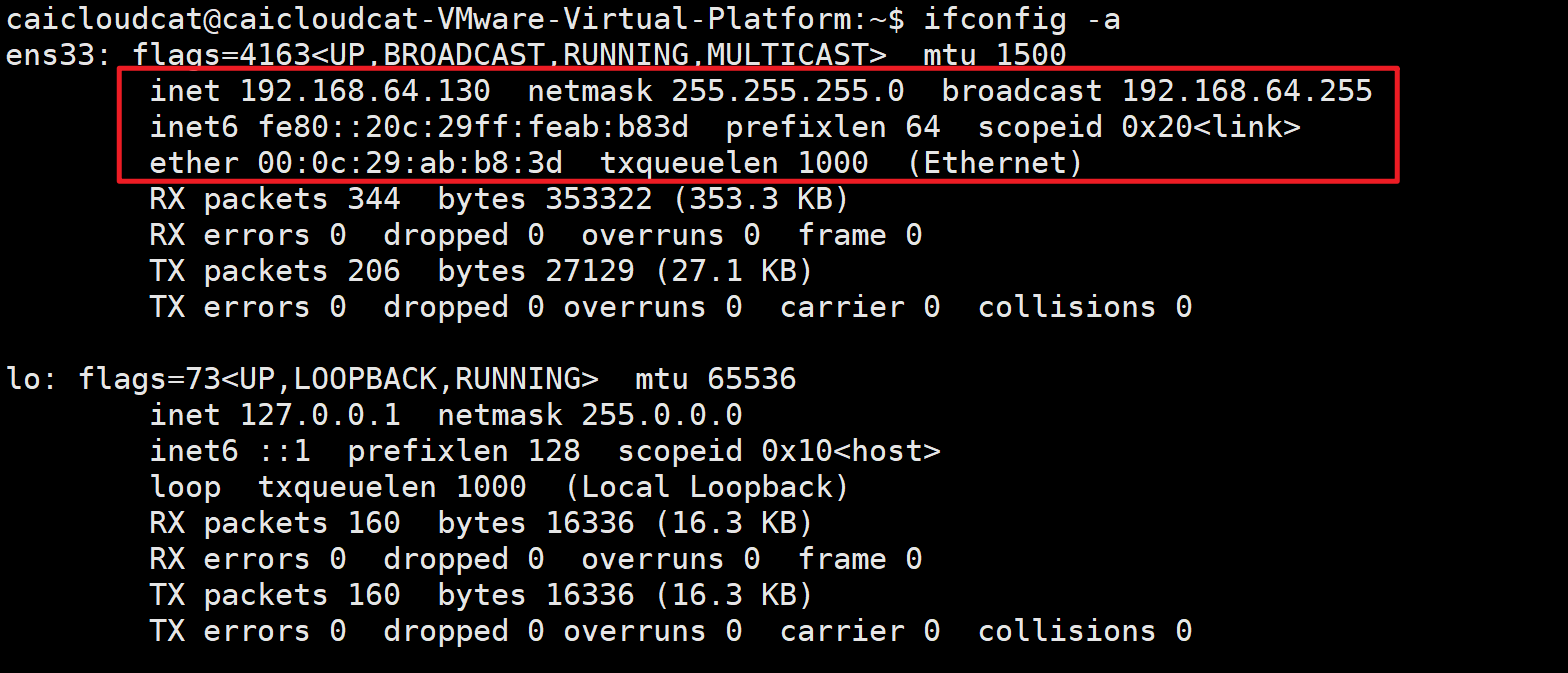 caicloudcat@caicloudcat-VMware-Virtual-Platform:~$ ifconfig -a
ens33: flags=4163<UP,BROADCAST,RUNNING,MULTICAST>  mtu 1500
        inet 192.168.64.130  netmask 255.255.255.0  broadcast 192.168.64.255
        inet6 fe80::20c:29ff:feab:b83d  prefixlen 64  scopeid 0x20<link>
        ether 00:0c:29:ab:b8:3d  txqueuelen 1000  (Ethernet)
        RX packets 344  bytes 353322 (353.3 KB)
        RX errors 0  dropped 0  overruns 0  frame 0
        TX packets 206  bytes 27129 (27.1 KB)
        TX errors 0  dropped 0 overruns 0  carrier 0  collisions 0

lo: flags=73<UP,LOOPBACK,RUNNING>  mtu 65536
        inet 127.0.0.1  netmask 255.0.0.0
        inet6 ::1  prefixlen 128  scopeid 0x10<host>
        loop  txqueuelen 1000  (Local Loopback)
        RX packets 160  bytes 16336 (16.3 KB)
        RX errors 0  dropped 0  overruns 0  frame 0
        TX packets 160  bytes 16336 (16.3 KB)
        TX errors 0  dropped 0 overruns 0  carrier 0  collisions 0